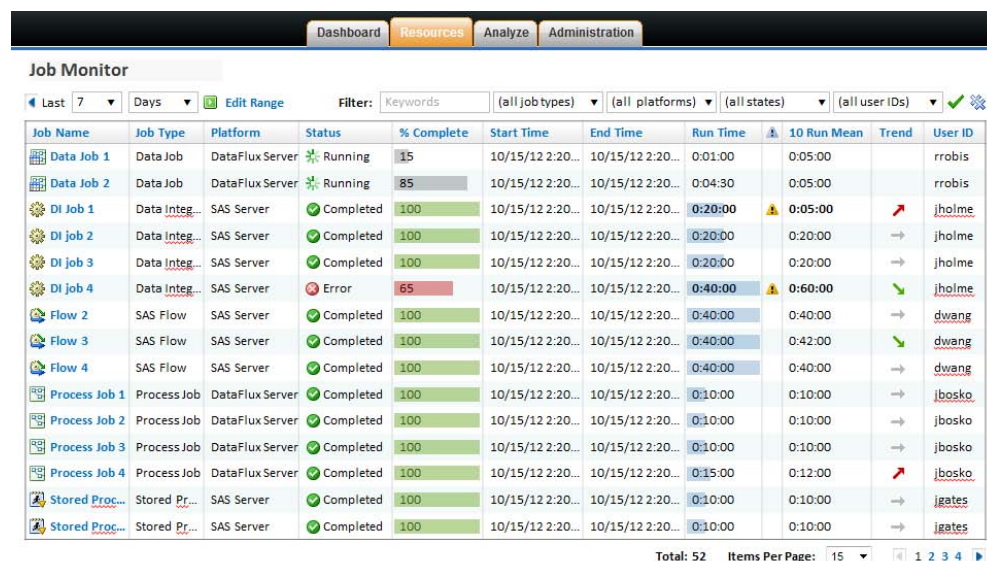 Dashboard Resources Analyze Administration
Job Monitor
Last 7 Days Edit Range Filter: Keywords (all job types) (all platforms) (all states) (all user IDs)
Job Name Job Type Platform Status % Complete Start Time End Time Run Time 10 Run Mean Trend User ID
Data Job 1 Data Job DataFlux Server Running 15 10/15/12 2:20... 10/15/12 2:20... 0:01:00 0:05:00 rrobis
Data Job 2 Data Job DataFlux Server Running 85 10/15/12 2:20... 10/15/12 2:20... 0:04:30 0:05:00 rrobis
DI Job 1 Data Integ... SAS Server Completed 100 10/15/12 2:20... 10/15/12 2:20... 0:20:00 0:05:00 jholme
DI job 2 Data Integ... SAS Server Completed 100 10/15/12 2:20... 10/15/12 2:20... 0:20:00 0:20:00 jholme
DI job 3 Data Integ... SAS Server Completed 100 10/15/12 2:20... 10/15/12 2:20... 0:20:00 0:20:00 jholme
DI job 4 Data Integ... SAS Server Error 65 10/15/12 2:20... 10/15/12 2:20... 0:40:00 0:60:00 jholme
Flow 2 SAS Flow SAS Server Completed 100 10/15/12 2:20... 10/15/12 2:20... 0:40:00 0:40:00 dwang
Flow 3 SAS Flow SAS Server Completed 100 10/15/12 2:20... 10/15/12 2:20... 0:40:00 0:42:00 dwang
Flow 4 SAS Flow SAS Server Completed 100 10/15/12 2:20... 10/15/12 2:20... 0:40:00 0:40:00 dwang
Process Job 1 Process Job DataFlux Server Completed 100 10/15/12 2:20... 10/15/12 2:20... 0:10:00 0:10:00 jbosko
Process Job 2 Process Job DataFlux Server Completed 100 10/15/12 2:20... 10/15/12 2:20... 0:10:00 0:10:00 jbosko
Process Job 3 Process Job DataFlux Server Completed 100 10/15/12 2:20... 10/15/12 2:20... 0:10:00 0:10:00 jbosko
Process Job 4 Process Job DataFlux Server Completed 100 10/15/12 2:20... 10/15/12 2:20... 0:15:00 0:12:00 jbosko
Stored Proc... Stored Pr... SAS Server Completed 100 10/15/12 2:20... 10/15/12 2:20... 0:10:00 0:10:00 jgates
Stored Proc... Stored Pr... SAS Server Completed 100 10/15/12 2:20... 10/15/12 2:20... 0:10:00 0:10:00 jgates
Total: 52 Items Per Page: 15 1 2 3 4